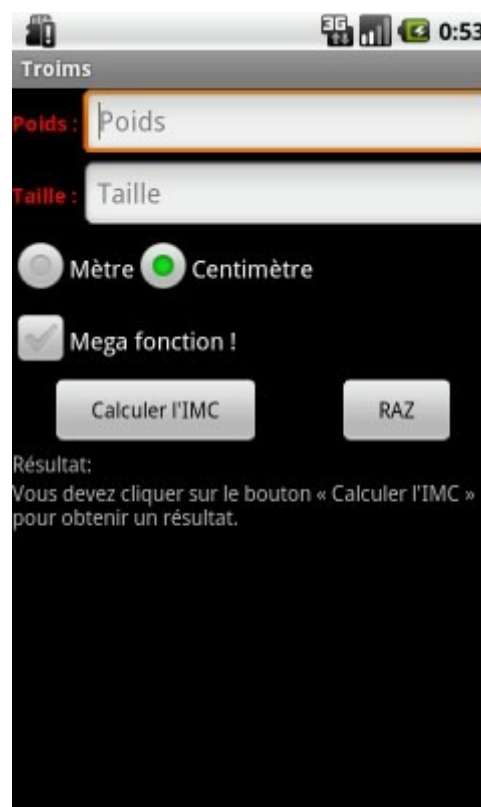 3G 0:53
Troims
Poids : Poids
Taille : Taille
Mètre Centimètre
Mega fonction !
Calculer l'IMC RAZ
Résultat:
Vous devez cliquer sur le bouton « Calculer l'IMC »
pour obtenir un résultat.